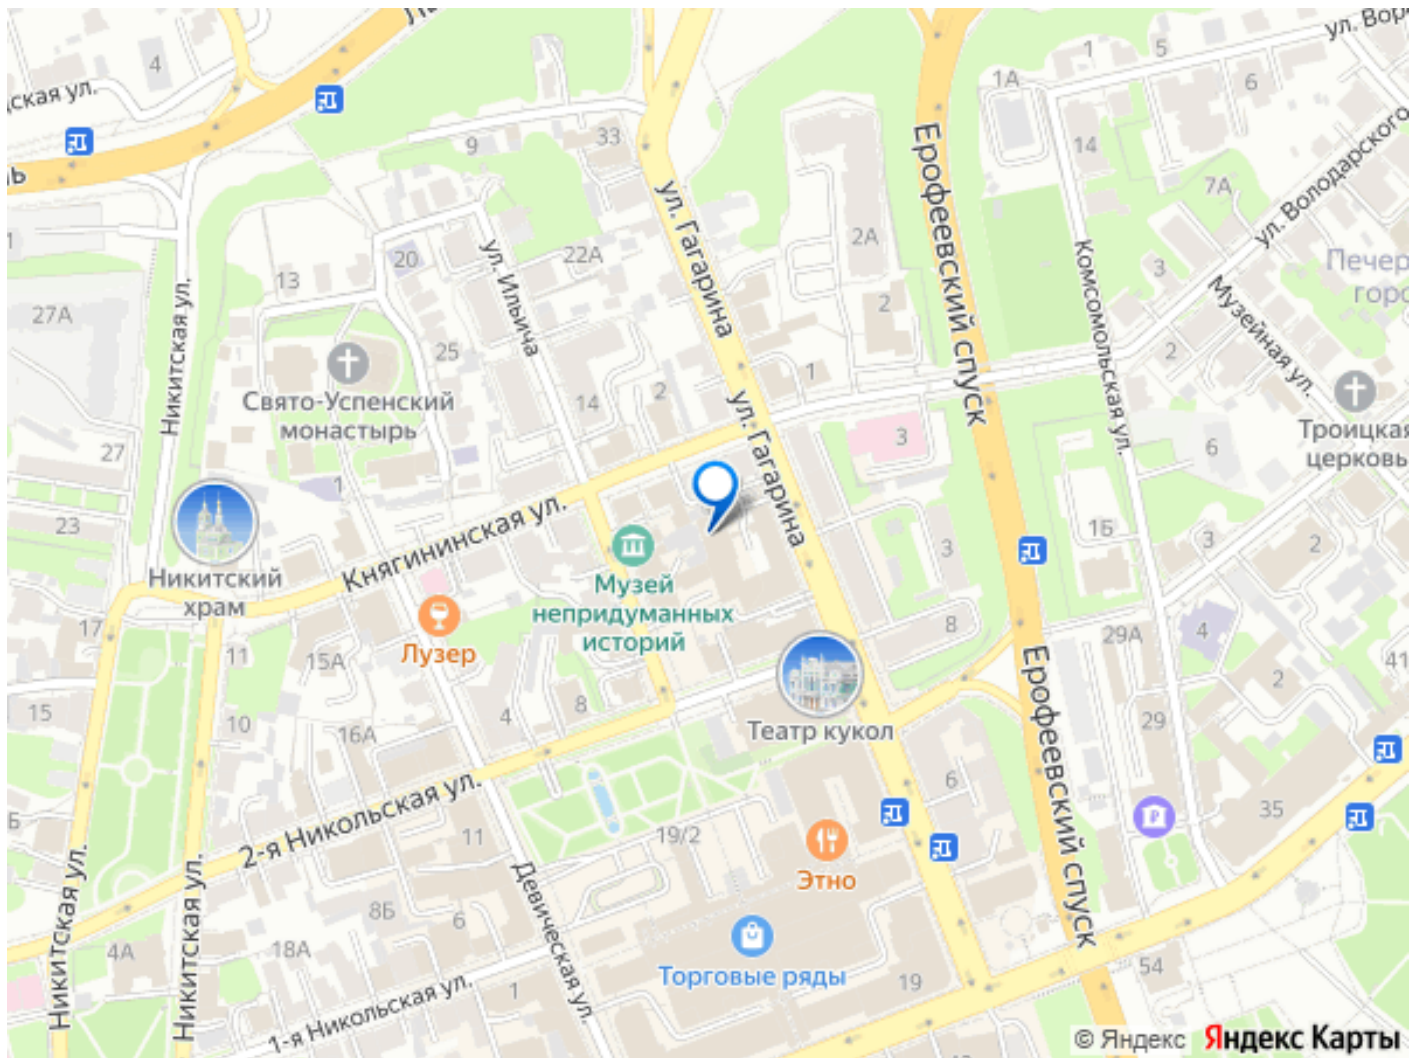 ул. Вор
4
1
5
1А
6
ская ул.
9
33
14
Ерофеевский спуск
ул. Гагарина
ул. Володарского
7А
1
2А
20
22А
ул. Ильича
Комсомольская ул.
3
Печер
горо
13
2
Музейная ул.
27А
Никитская ул.
25
2
1
2
Свято-Успенский
монастырь
14
ул. Гагарина
3
6
Троицкая
церковь
27
1
23
Княгининская ул.
1Б
3
2
3
Никитский
храм
Музей
непридуманных
историй
17
11
15А
Лузер
8
29А
4
41
15
10
16А
4
8
Театр кукол
Ерофеевский спуск
2
29
6
Б
2-я Никольская ул.
11
19/2
35
Этно
Никитская ул.
Никитская ул.
8Б
6
Девическая ул.
4А
18А
Торговые ряды
54
1-я Никольская ул.
1
19
© Яндекс Яндекс Карты